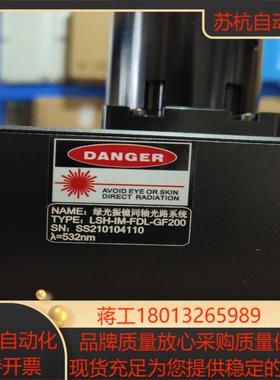 苏杭自动
DANGER
AVOID EYE OR SKIN
DIRECT RADIATION
NAME: 绿光振镜同轴光路系统
TYPE: LSH-IM-FDL-GF200
SN: SS210104110
λ=532nm
蒋工18013265989
自动化
专开票
品牌质量放心采购质量保
现货充足为您提供稳定的